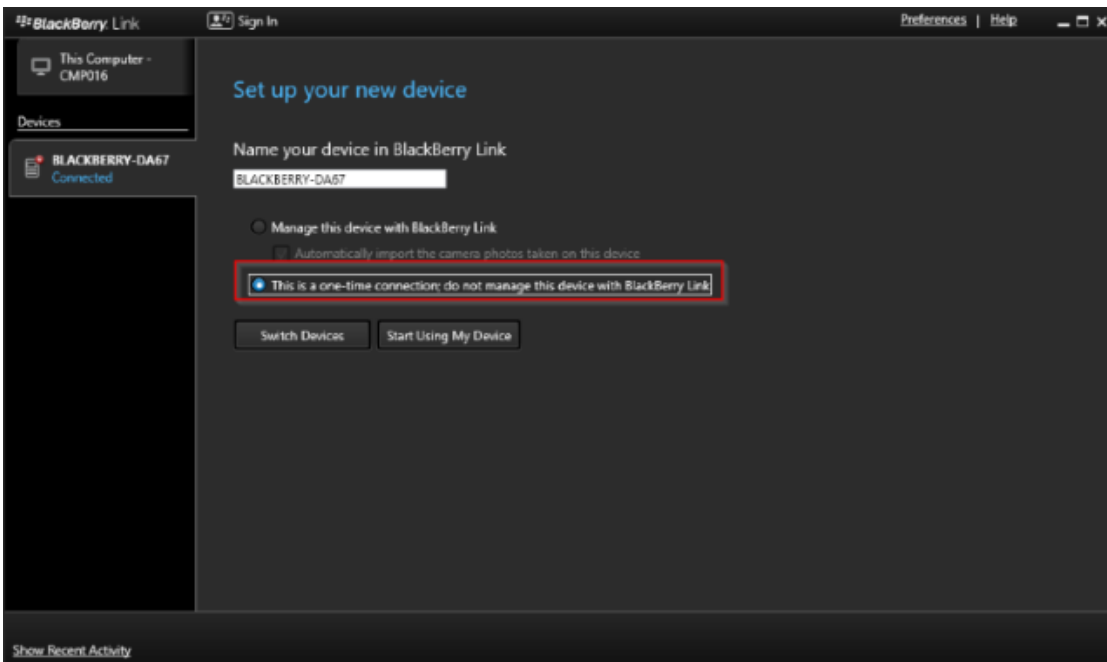 BlackBerry Link
Sign In
Preferences | Help
This Computer -
CMP016
Devices
BLACKBERRY-DA67
Connected
Set up your new device
Name your device in BlackBerry Link
BLACKBERRY-DA67
Manage this device with BlackBerry Link
Automatically import the camera photos taken on this device
This is a one-time connection; do not manage this device with BlackBerry Link
Switch Devices
Start Using My Device
Show Recent Activity